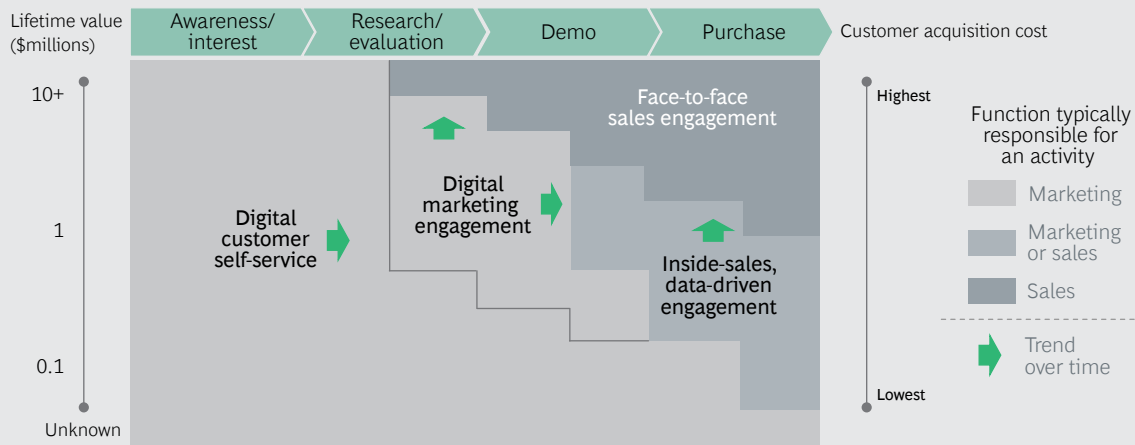 Lifetime value
($millions)
Awareness/
interest
Research/
evaluation
Demo
Purchase
Customer acquisition cost
10+
1
0.1
Unknown
Digital
customer
self-service
Digital
marketing
engagement
Face-to-face
sales engagement
Inside-sales,
data-driven
engagement
Highest
Lowest
Function typically
responsible for
an activity
Marketing
Marketing
or sales
Sales
Trend
over time